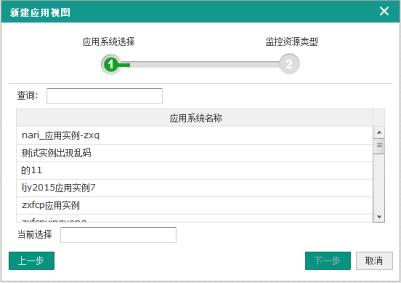 新建应用视图
应用系统选择 监控资源类型
1 2
查询:
应用系统名称
nari_应用实例-zxq
测试实例出现乱码
的11
ljy2015应用实例7
zxfcp应用实例
当前选择
上一步 下一步 取消